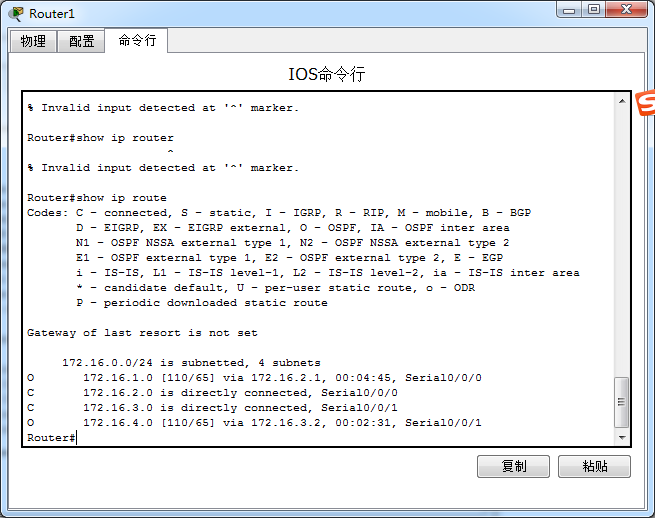 Router1
物理 配置 命令行
IOS命令行
% Invalid input detected at '^' marker.
Router#show ip router
^
% Invalid input detected at '^' marker.
Router#show ip route
Codes: C - connected, S - static, I - IGRP, R - RIP, M - mobile, B - BGP
D - EIGRP, EX - EIGRP external, O - OSPF, IA - OSPF inter area
N1 - OSPF NSSA external type 1, N2 - OSPF NSSA external type 2
E1 - OSPF external type 1, E2 - OSPF external type 2, E - EGP
i - IS-IS, L1 - IS-IS level-1, L2 - IS-IS level-2, ia - IS-IS inter area
* - candidate default, U - per-user static route, o - ODR
P - periodic downloaded static route
Gateway of last resort is not set
172.16.0.0/24 is subnetted, 4 subnets
O 172.16.1.0 [110/65] via 172.16.2.1, 00:04:45, Serial0/0/0
C 172.16.2.0 is directly connected, Serial0/0/0
C 172.16.3.0 is directly connected, Serial0/0/1
O 172.16.4.0 [110/65] via 172.16.3.2, 00:02:31, Serial0/0/1
Router#
复制 粘贴